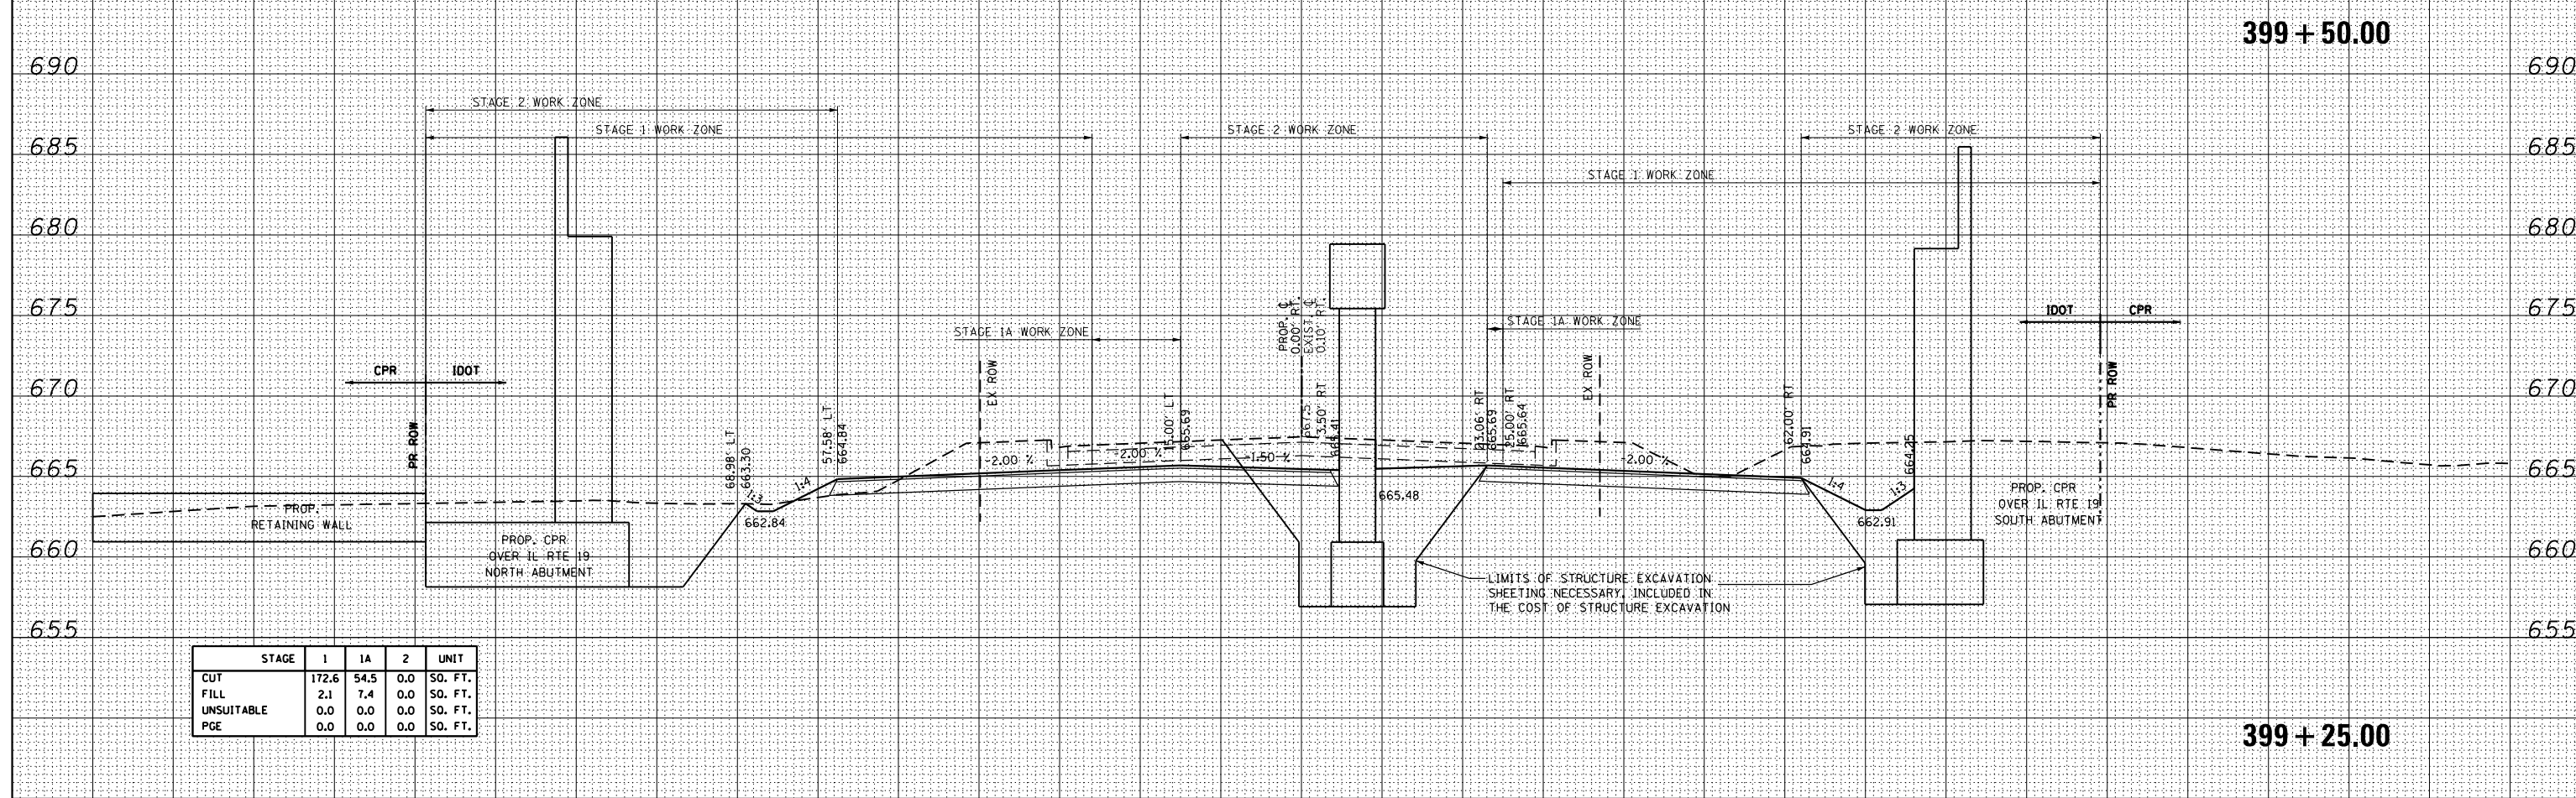 399+50.00
690
690
STAGE 2 WORK ZONE
STAGE 1 WORK ZONE
STAGE 2 WORK ZONE
STAGE 2 WORK ZONE
685
685
STAGE 1 WORK ZONE
680
680
675
675
PROP. ℄
0.00' RT.
EXIST. ℄
0.10' RT.
IDOT
CPR
STAGE 1A WORK ZONE
STAGE 1A WORK ZONE
CPR
IDOT
EX ROW
EX ROW
PR ROW
670
670
PR ROW
68.98' LT
663.30
57.58' LT
664.84
15.00' LT
665.69
667.5
3.50' RT
665.41
23.06' RT
665.69
25.00' RT
665.64
62.00' RT
664.91
664.25
665
665
-2.00 %
-2.00 %
-1.50 %
-2.00 %
1:3
1:4
1:4
1:3
662.84
665.48
662.91
PROP.
RETAINING WALL
PROP. CPR
OVER IL RTE 19
NORTH ABUTMENT
PROP. CPR
OVER IL RTE 19
SOUTH ABUTMENT
660
660
LIMITS OF STRUCTURE EXCAVATION
SHEETING NECESSARY, INCLUDED IN
THE COST OF STRUCTURE EXCAVATION
655
655
STAGE 1 1A 2 UNIT
CUT 172.6 54.5 0.0 SQ. FT.
FILL 2.1 7.4 0.0 SQ. FT.
UNSUITABLE 0.0 0.0 0.0 SQ. FT.
PGE 0.0 0.0 0.0 SQ. FT.
399+25.00